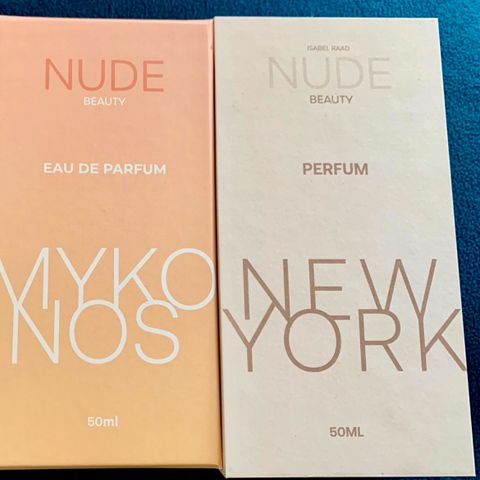 NUDE
BEAUTY
EAU DE PARFUM
MYKO
NOS
50ml
ISABEL RAAD
NUDE
BEAUTY
PERFUM
NEW
YORK
50ML